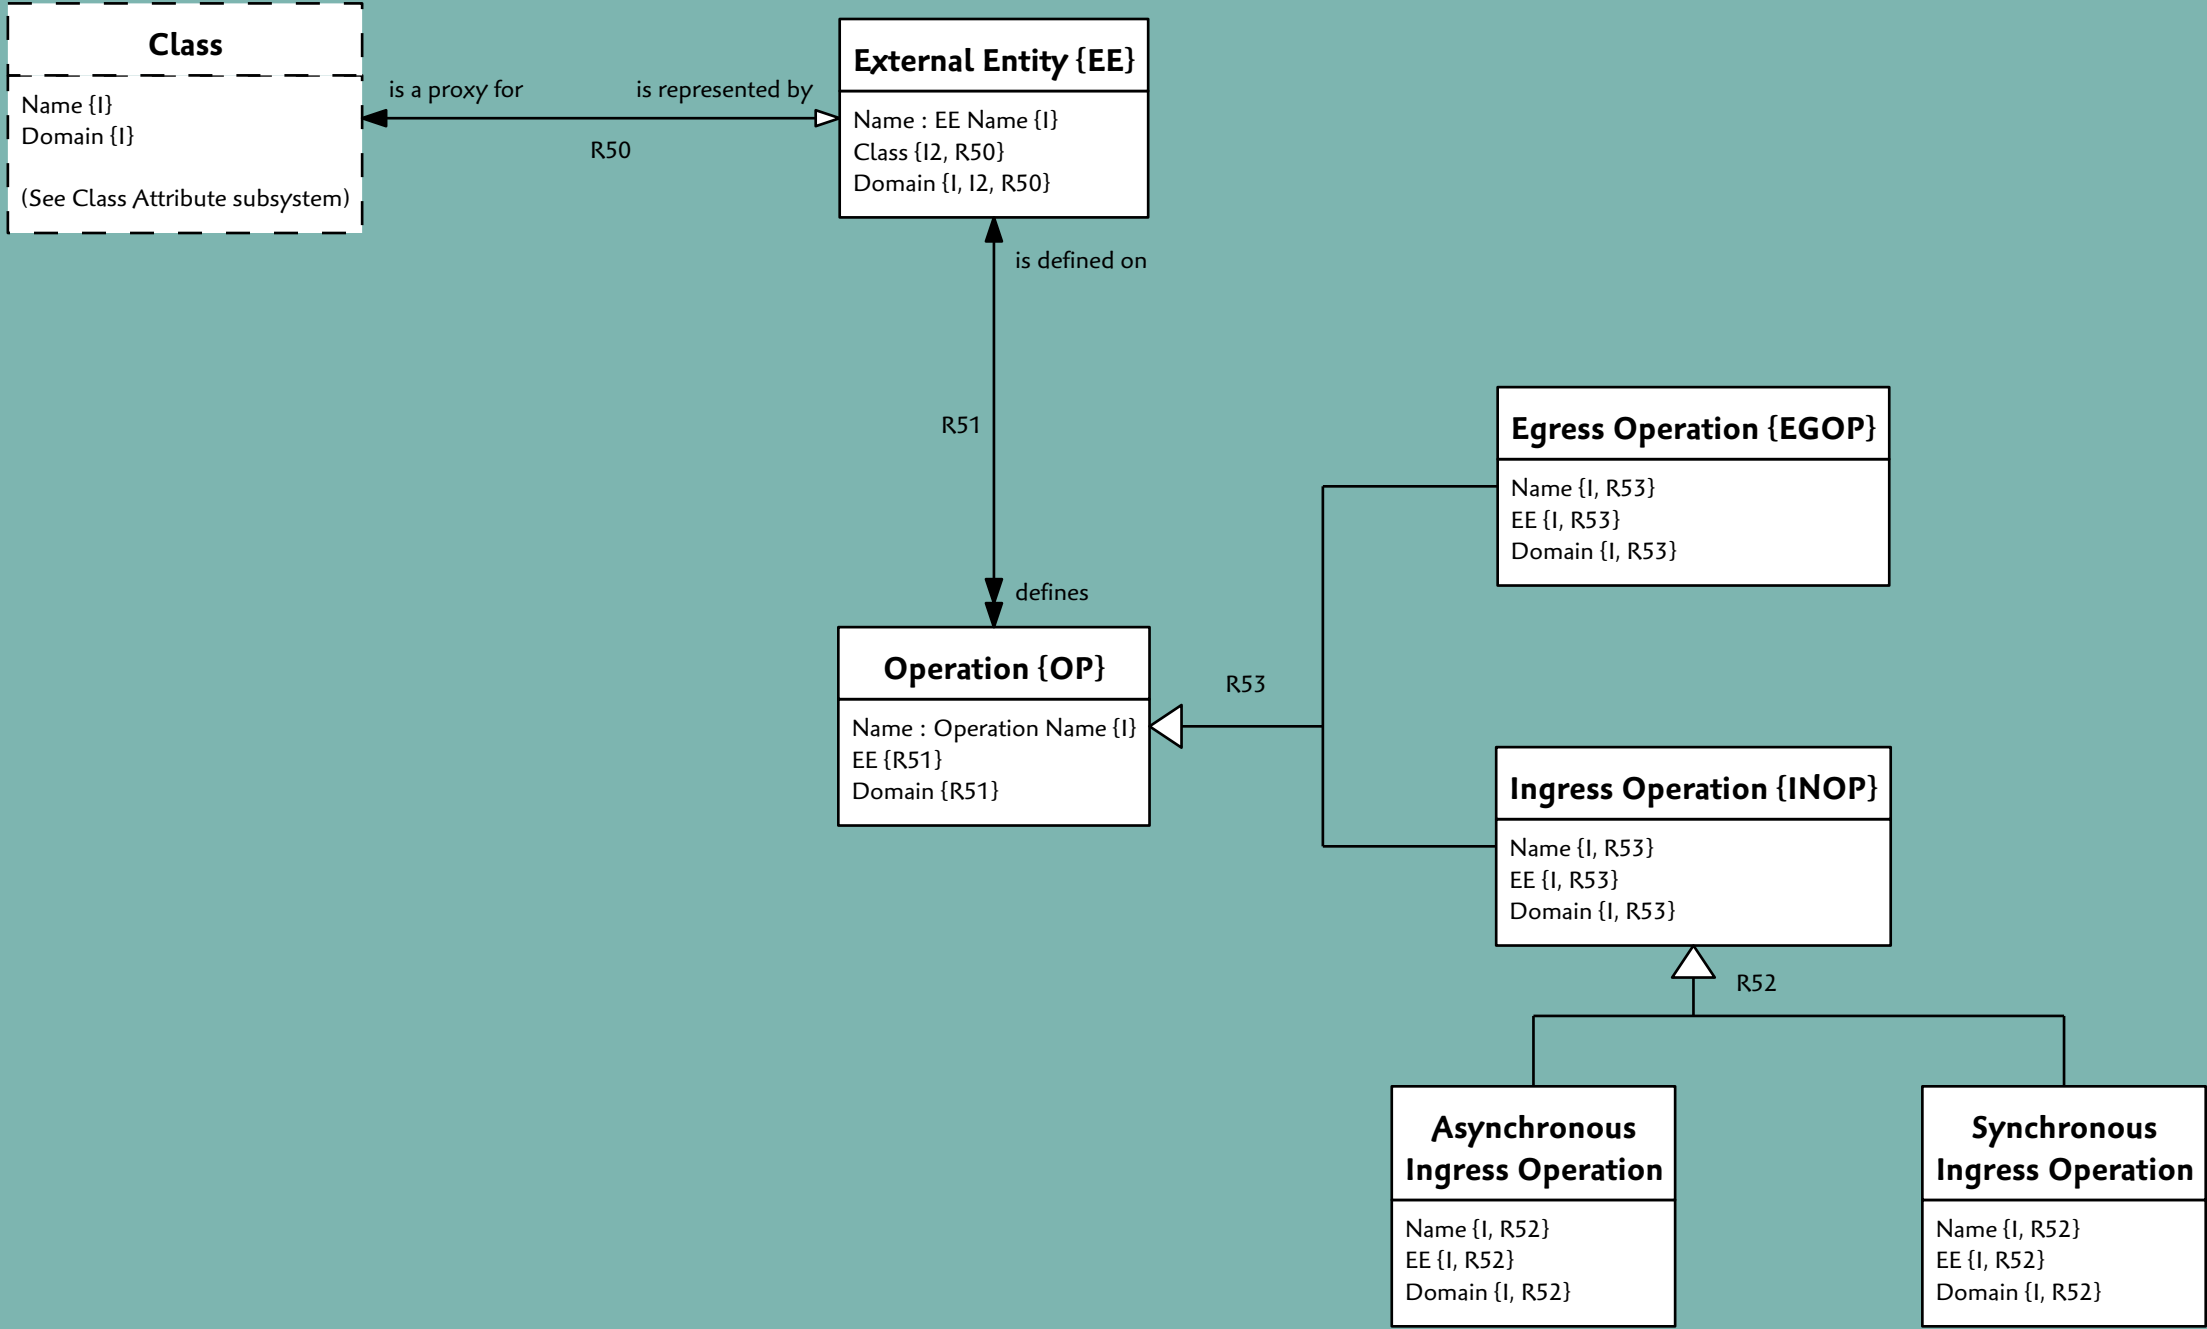 Class
Name {I}
Domain {I}
(See Class Attribute subsystem)
is a proxy for
is represented by
R50
External Entity {EE}
Name : EE Name {I}
Class {I2, R50}
Domain {I, I2, R50}
is defined on
R51
defines
Operation {OP}
Name : Operation Name {I}
EE {R51}
Domain {R51}
R53
Egress Operation {EGOP}
Name {I, R53}
EE {I, R53}
Domain {I, R53}
Ingress Operation {INOP}
Name {I, R53}
EE {I, R53}
Domain {I, R53}
R52
Asynchronous
Ingress Operation
Name {I, R52}
EE {I, R52}
Domain {I, R52}
Synchronous
Ingress Operation
Name {I, R52}
EE {I, R52}
Domain {I, R52}